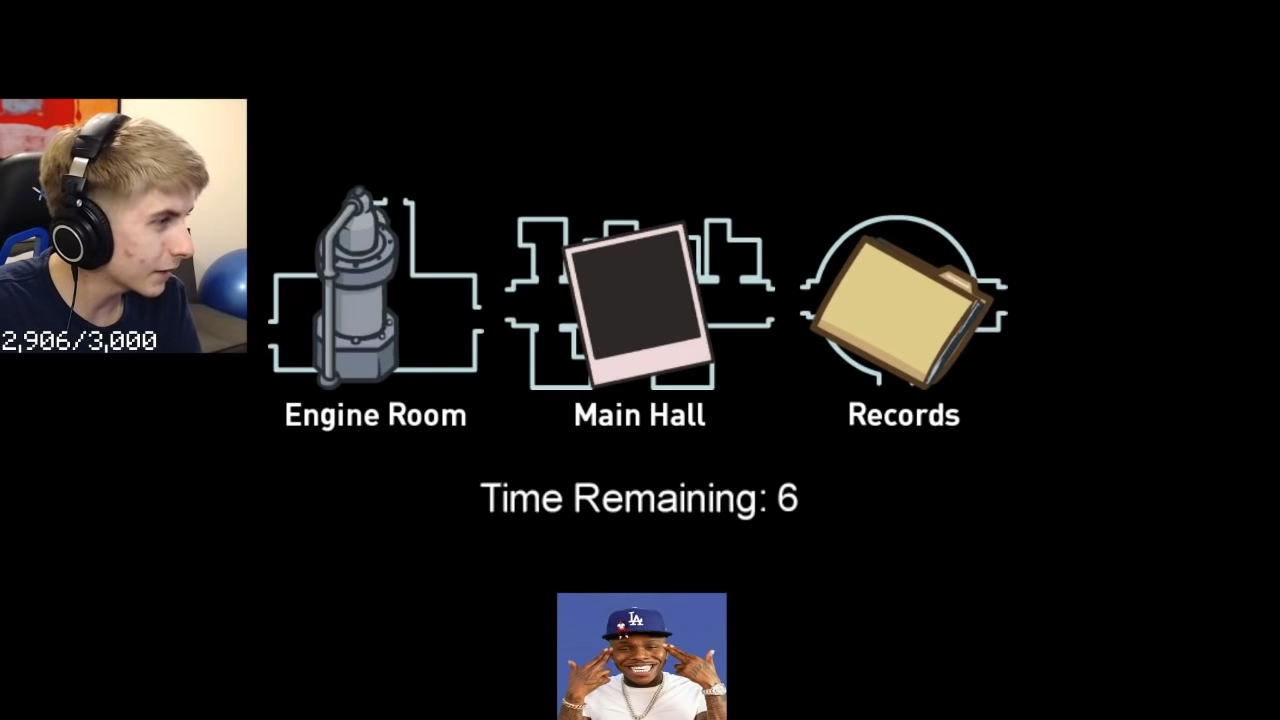 2,906/3,000
Engine Room
Main Hall
Records
Time Remaining: 6
LA